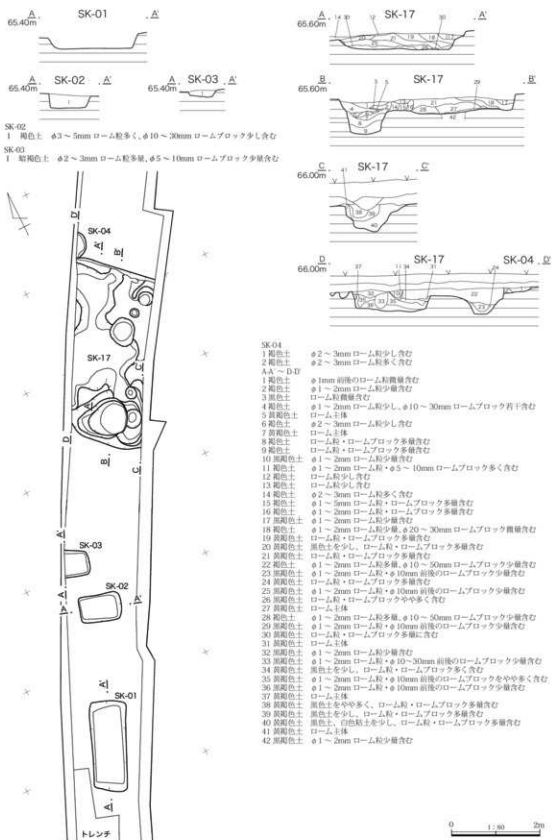 A A'
SK-01
65.40m
A A'
SK-02
65.40m
A A'
SK-03
65.40m
SK-02
1 褐色土 φ3～5mm ローム粒多く、φ10～30mm ロームブロック少し含む
SK-03
1 暗褐色土 φ2～3mm ローム粒多量、φ5～10mm ロームブロック少量含む
A A'
SK-17
65.60m
B B'
SK-17
65.60m
C C'
SK-17
66.00m
D D'
SK-17 SK-04
66.00m
SK-04
SK-17
SK-03
SK-02
SK-01
トレンチ
SK-04
1 褐色土 φ2～3mm ローム粒少し含む
2 褐色土 φ2～3mm ローム粒多く含む
A-A' ～ D-D'
1 褐色土 φ1mm 前後のローム粒微量含む
2 褐色土 φ1～2mm ローム粒少量含む
3 黒色土 ローム粒微量含む
4 褐色土 φ1～2mm ローム粒少し、φ10～30mm ロームブロック若干含む
5 黄褐色土 ローム主体
6 褐色土 φ2～3mm ローム粒少し含む
7 黄褐色土 ローム主体
8 褐色土 ローム粒・ロームブロック多量含む
9 褐色土 ローム粒・ロームブロック多量含む
10 黒褐色土 φ1～2mm ローム粒少量含む
11 褐色土 φ1～2mm ローム粒・φ5～10mm ロームブロック多く含む
12 褐色土 ローム粒少し含む
13 褐色土 ローム粒少し含む
14 褐色土 φ2～3mm ローム粒多く含む
15 褐色土 φ1～5mm ローム粒・ロームブロック多量含む
16 褐色土 φ1～2mm ローム粒・ロームブロック多量含む
17 黒褐色土 φ1～2mm ローム粒少量含む
18 褐色土 φ1～2mm ローム粒少量、φ20～30mm ロームブロック微量含む
19 黄褐色土 ローム粒・ロームブロック多量含む
20 黄褐色土 黒色土を少し、ローム粒・ロームブロック多量含む
21 黄褐色土 ローム粒・ロームブロック多量含む
22 褐色土 φ1～2mm ローム粒多量、φ10～50mm ロームブロック少量含む
23 黒褐色土 φ1～2mm ローム粒・φ10mm 前後のロームブロック少量含む
24 黄褐色土 ローム粒・ロームブロック多量含む
25 黒褐色土 φ1～2mm ローム粒・φ10mm 前後のロームブロック少量含む
26 黒褐色土 ローム粒・ロームブロックやや多く含む
27 黄褐色土 ローム主体
28 褐色土 φ1～2mm ローム粒多量、φ10～50mm ロームブロック少量含む
29 黒褐色土 φ1～2mm ローム粒・φ10mm 前後のロームブロック少量含む
30 黄褐色土 ローム粒・ロームブロック多量に含む
31 黄褐色土 ローム主体
32 黒褐色土 φ1～2mm ローム粒少量含む
33 黒褐色土 φ1～2mm ローム粒・φ10～30mm 前後のロームブロック少量含む
34 黄褐色土 黒色土を少し、ローム粒・ロームブロック多く含む
35 黄褐色土 φ1～2mm ローム粒・φ10mm 前後のロームブロックをやや多く含む
36 黒褐色土 φ1～2mm ローム粒・φ10mm 前後のロームブロック少量含む
37 黄褐色土 ローム主体
38 黄褐色土 黒色土をやや多く、ローム粒・ロームブロック多量含む
39 黄褐色土 黒色土を少し、ローム粒・ロームブロック多量含む
40 黄褐色土 黒色土、白色粘土を少し、ローム粒・ロームブロック多量含む
41 黄褐色土 ローム主体
42 黒褐色土 φ1～2mm ローム粒少量含む
0 1:80 2m